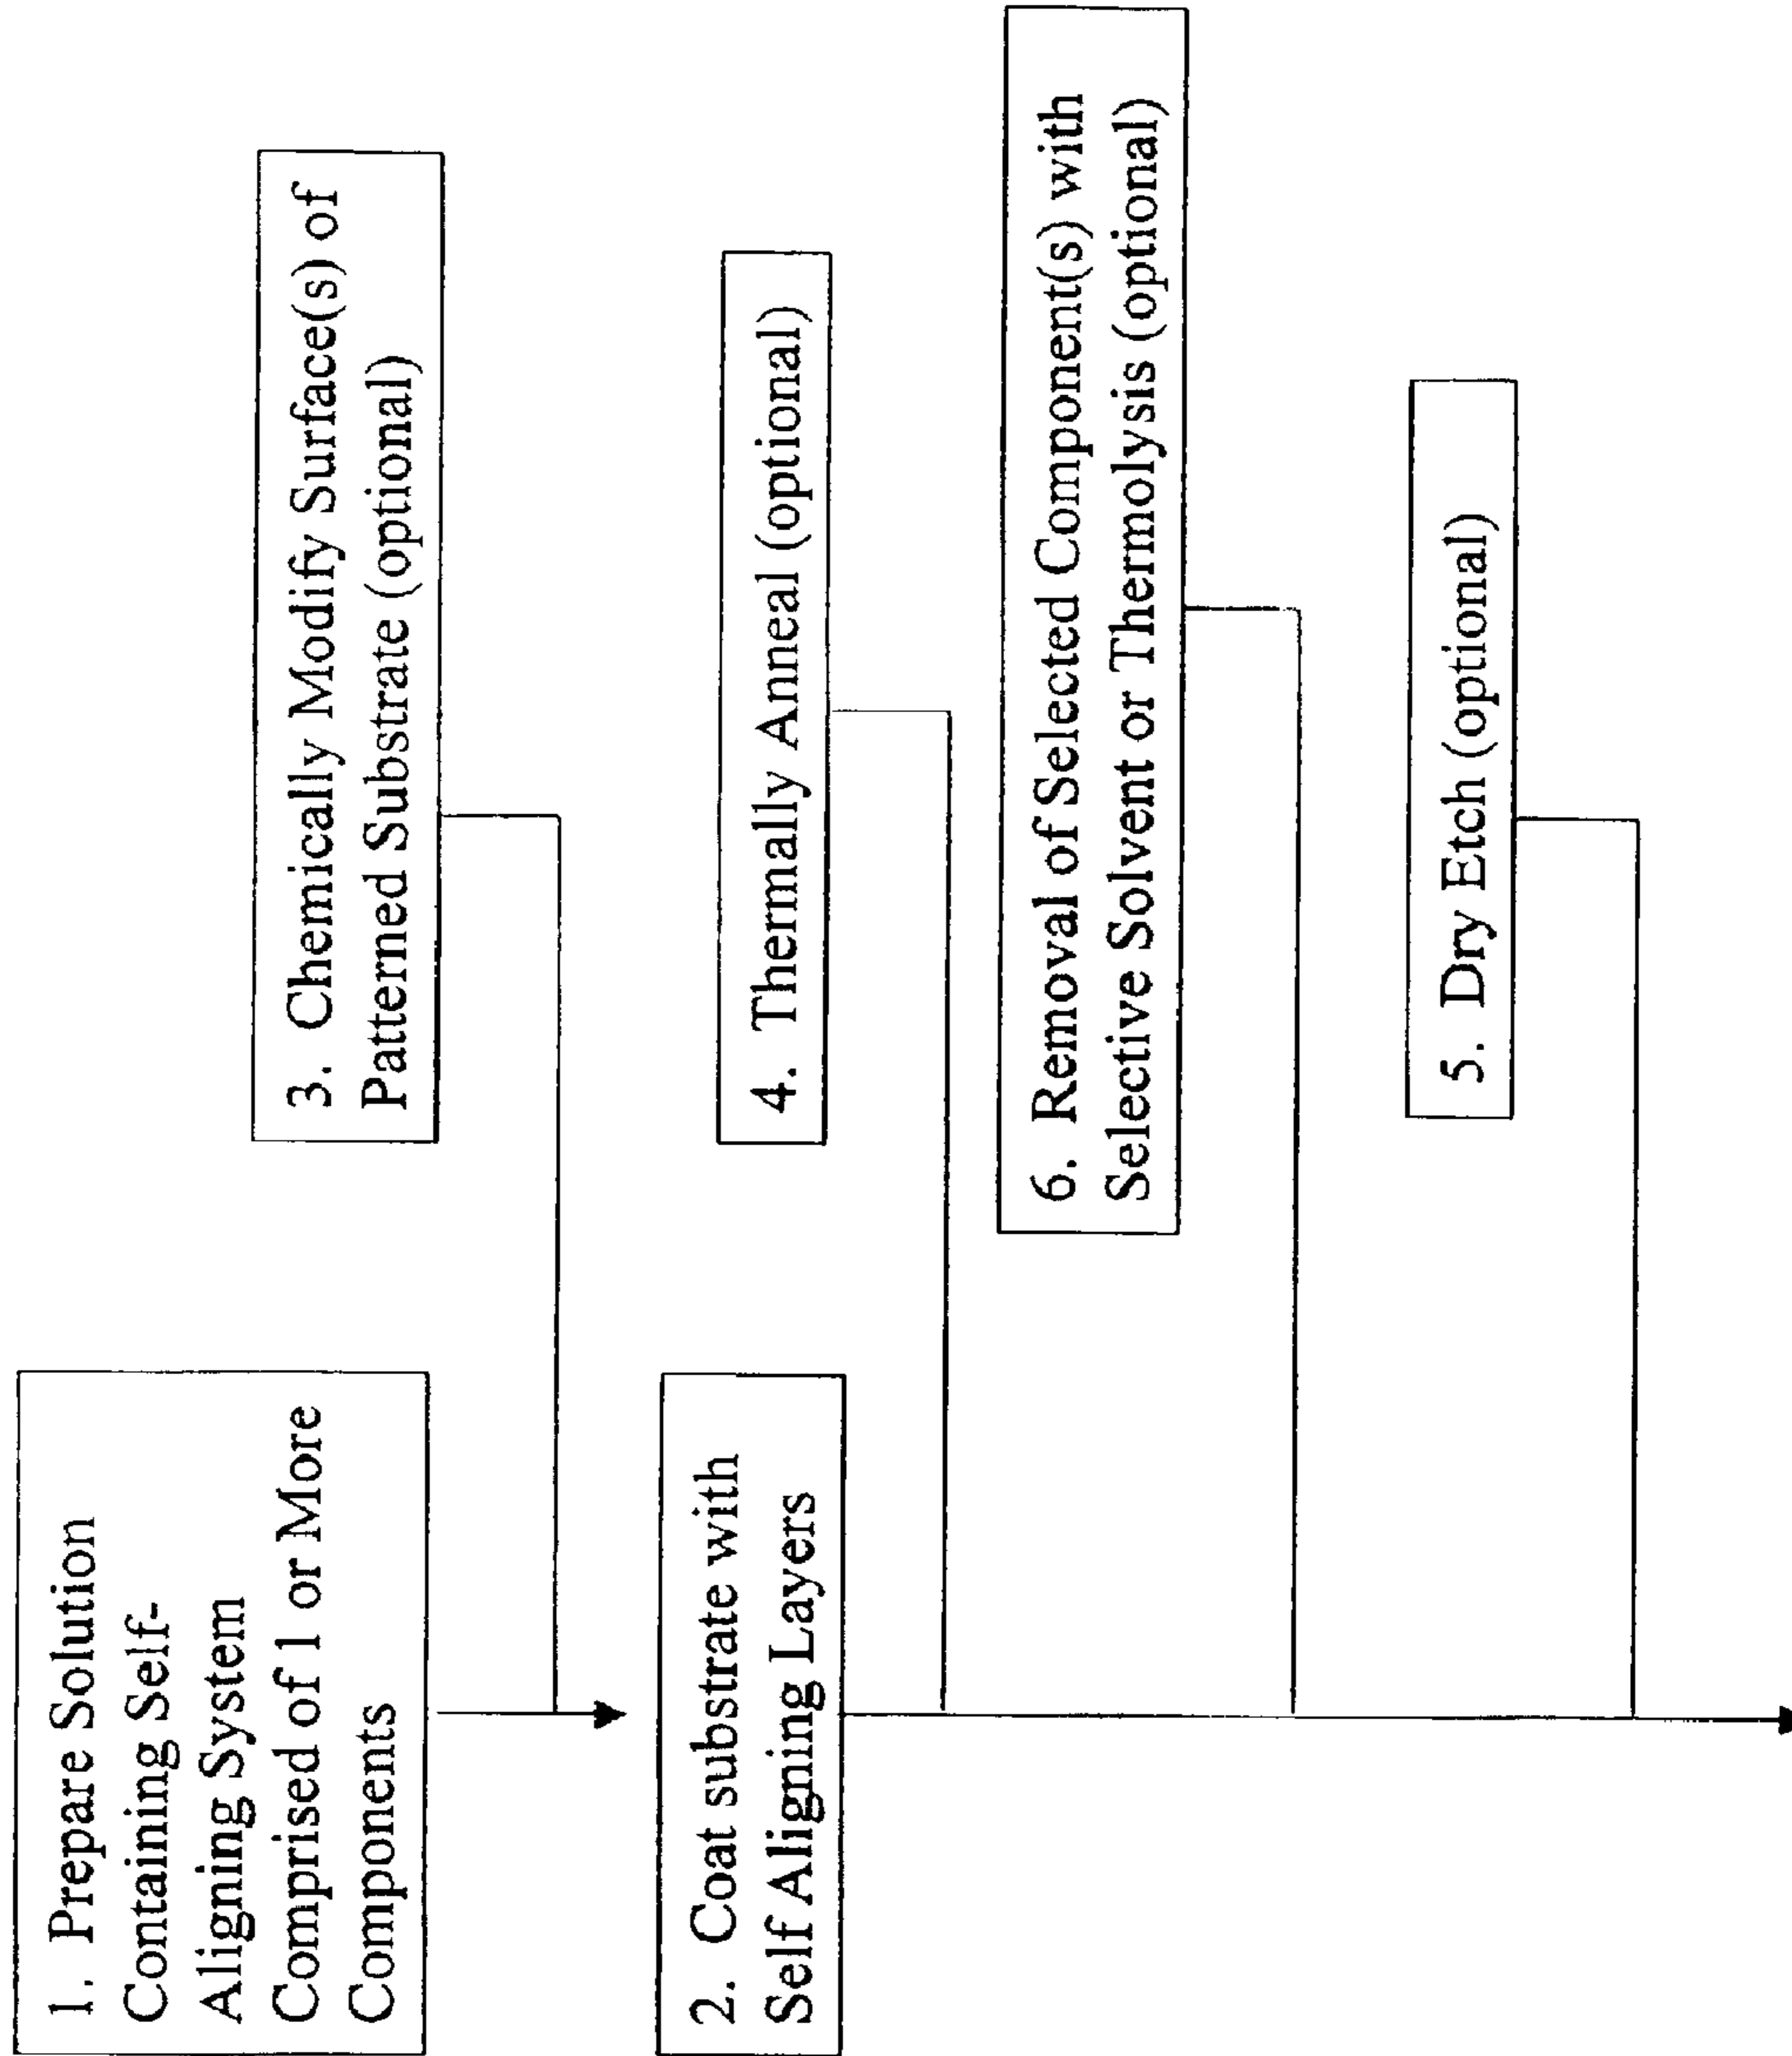 1. Prepare Solution
Containing Self-
Aligning System
Comprised of 1 or More
Components
3. Chemically Modify Surface(s) of
Patterned Substrate (optional)
2. Coat substrate with
Self Aligning Layers
4. Thermally Anneal (optional)
6. Removal of Selected Component(s) with
Selective Solvent or Thermolysis (optional)
5. Dry Etch (optional)